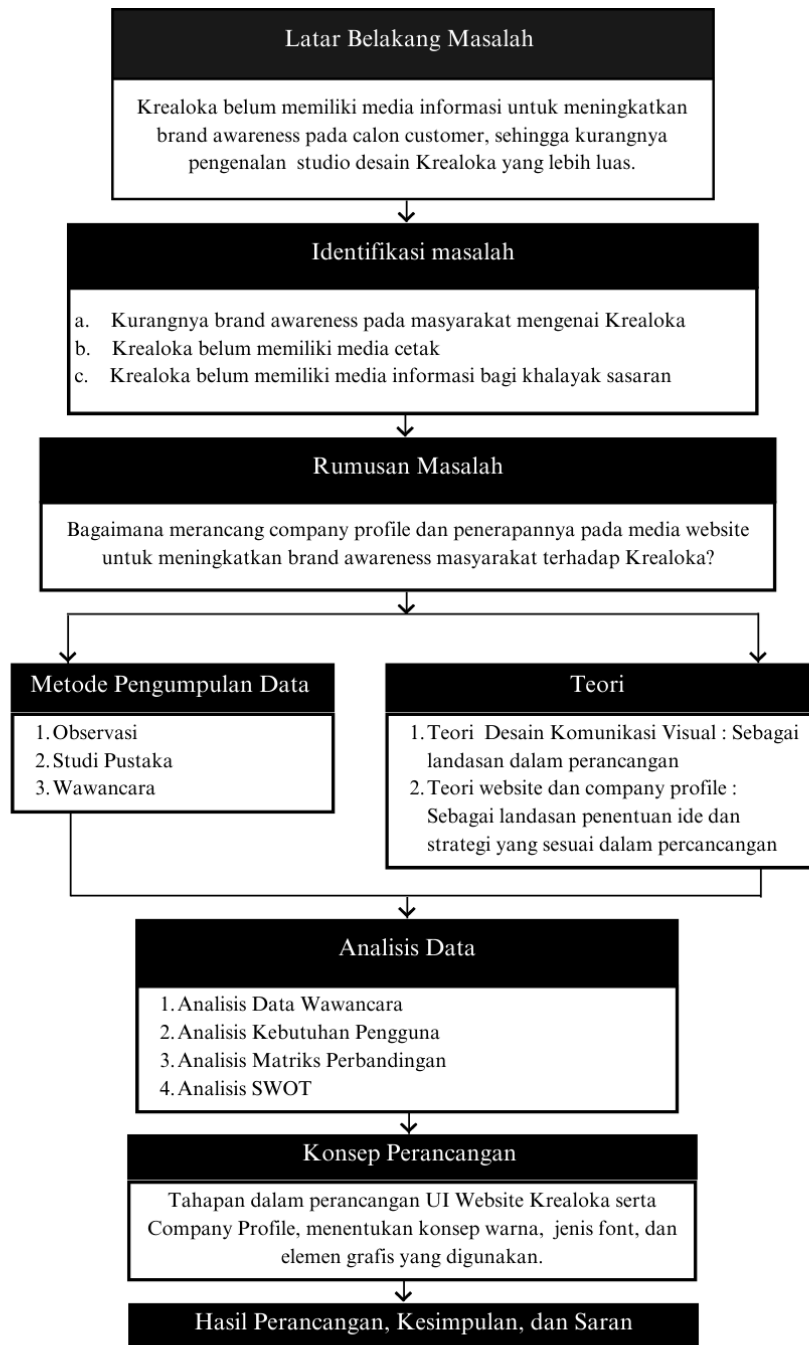 Latar Belakang Masalah
Krealoka belum memiliki media informasi untuk meningkatkan
brand awareness pada calon customer, sehingga kurangnya
pengenalan studio desain Krealoka yang lebih luas.
Identifikasi masalah
a. Kurangnya brand awareness pada masyarakat mengenai Krealoka
b. Krealoka belum memiliki media cetak
c. Krealoka belum memiliki media informasi bagi khalayak sasaran
Rumusan Masalah
Bagaimana merancang company profile dan penerapannya pada media website
untuk meningkatkan brand awareness masyarakat terhadap Krealoka?
Metode Pengumpulan Data
1. Observasi
2. Studi Pustaka
3. Wawancara
Teori
1. Teori Desain Komunikasi Visual : Sebagai
landasan dalam perancangan
2. Teori website dan company profile :
Sebagai landasan penentuan ide dan
strategi yang sesuai dalam percancangan
Analisis Data
1. Analisis Data Wawancara
2. Analisis Kebutuhan Pengguna
3. Analisis Matriks Perbandingan
4. Analisis SWOT
Konsep Perancangan
Tahapan dalam perancangan UI Website Krealoka serta
Company Profile, menentukan konsep warna, jenis font, dan
elemen grafis yang digunakan.
Hasil Perancangan, Kesimpulan, dan Saran